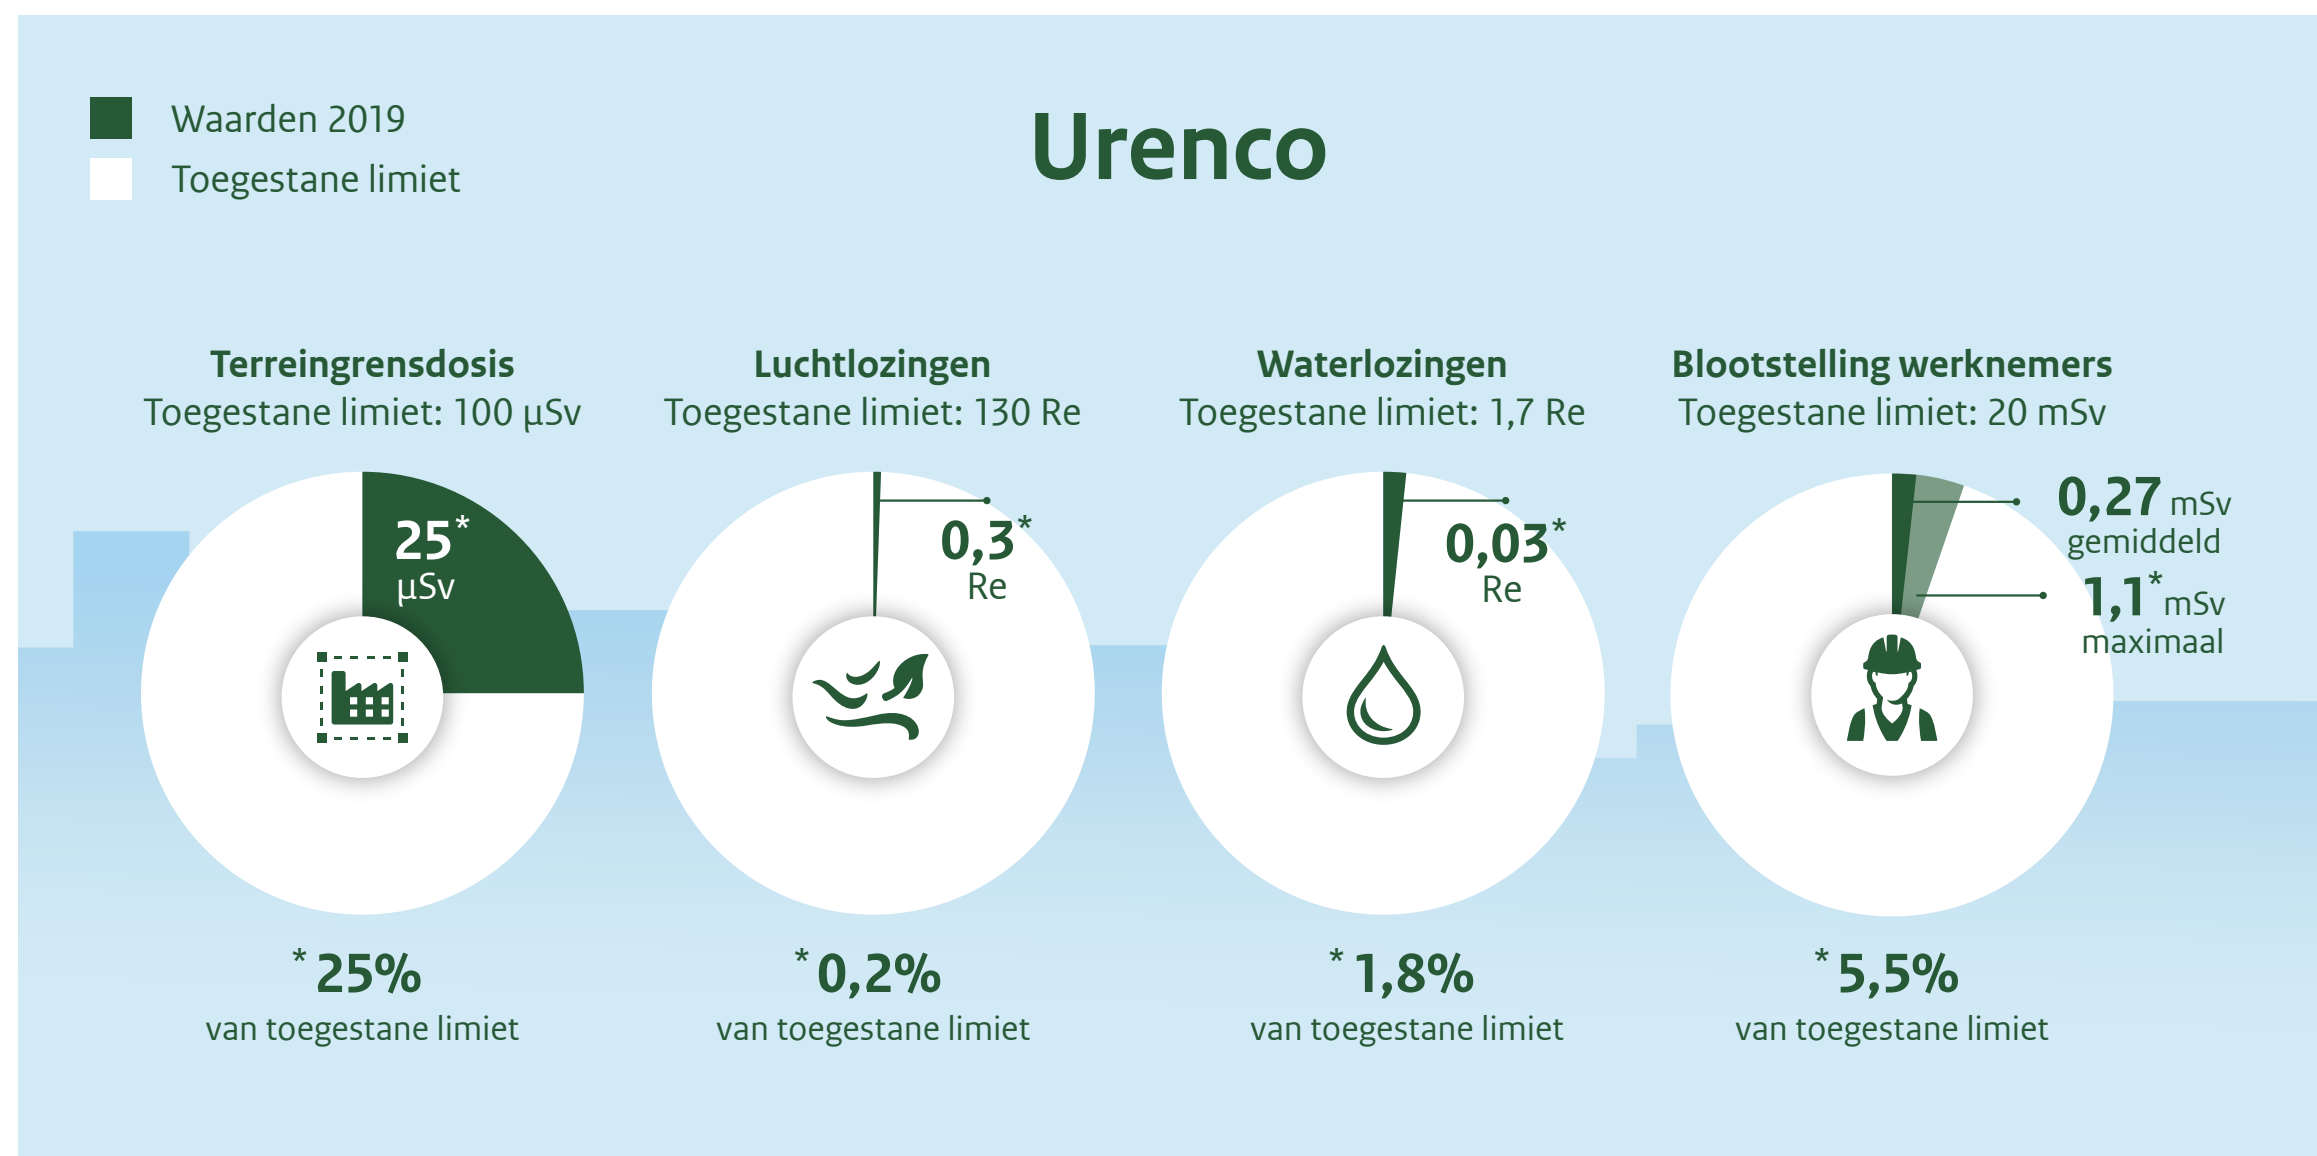 Waarden 2019
Toegestane limiet
Urenco
Terreingrensdosis
Toegestane limiet: 100 µSv
25*
µSv
* 25%
van toegestane limiet
Luchtlozingen
Toegestane limiet: 130 Re
0,3*
Re
* 0,2%
van toegestane limiet
Waterlozingen
Toegestane limiet: 1,7 Re
0,03*
Re
* 1,8%
van toegestane limiet
Blootstelling werknemers
Toegestane limiet: 20 mSv
0,27 mSv
gemiddeld
1,1* mSv
maximaal
* 5,5%
van toegestane limiet